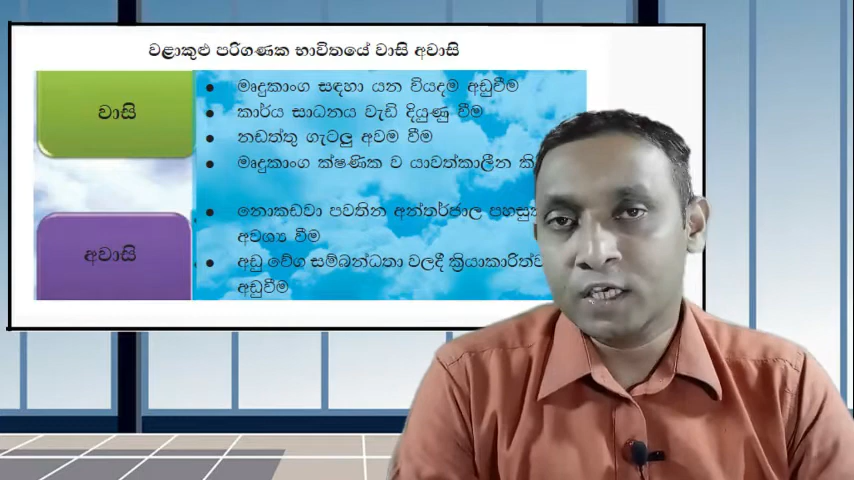 වළාකුළු පරිගණක භාවිතයේ වාසි අවාසි
වාසි
මෘදුකාංග සඳහා යන වියදම අඩුවීම
කාර්ය සාධනය වැඩි දියුණු වීම
නඩත්තු ගැටලු අවම වීම
මෘදුකාංග ක්ෂණික ව යාවත්කාලීන
අවාසි
නොකඩවා පවතින අන්තර්ජාල
අවශ්‍ය වීම
අඩු වේග සම්බන්ධතා වලදී
අඩුවීම